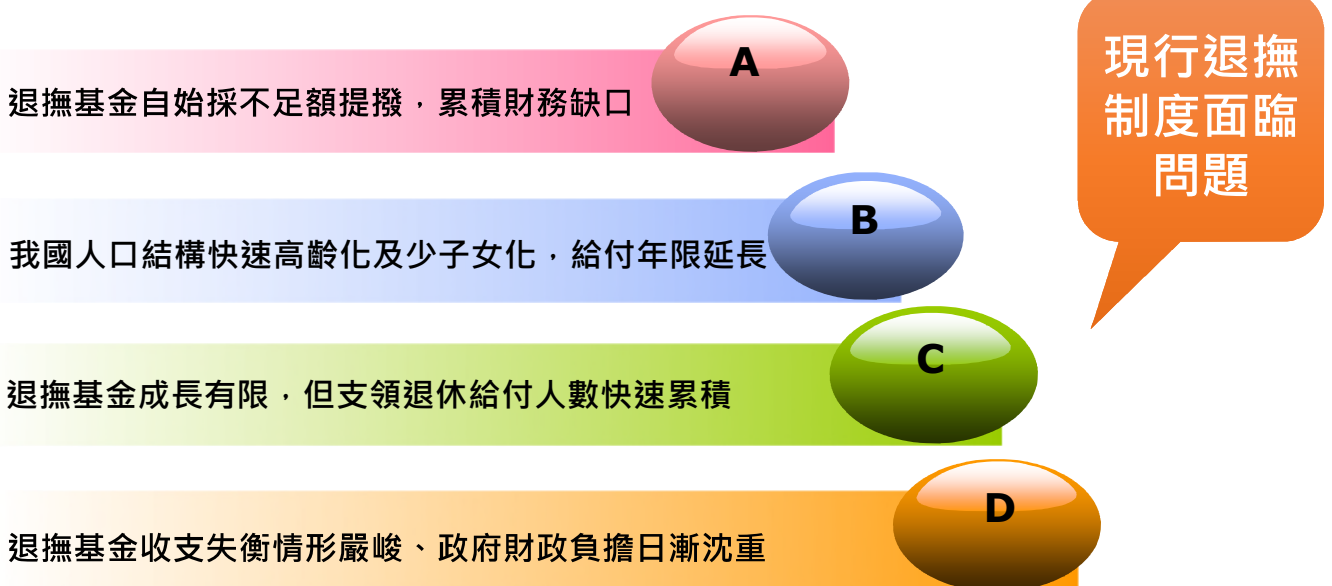 現行退撫
制度面臨
問題
A
退撫基金自始採不足額提撥，累積財務缺口
B
我國人口結構快速高齡化及少子女化，給付年限延長
C
退撫基金成長有限，但支領退休給付人數快速累積
D
退撫基金收支失衡情形嚴峻、政府財政負擔日漸沈重